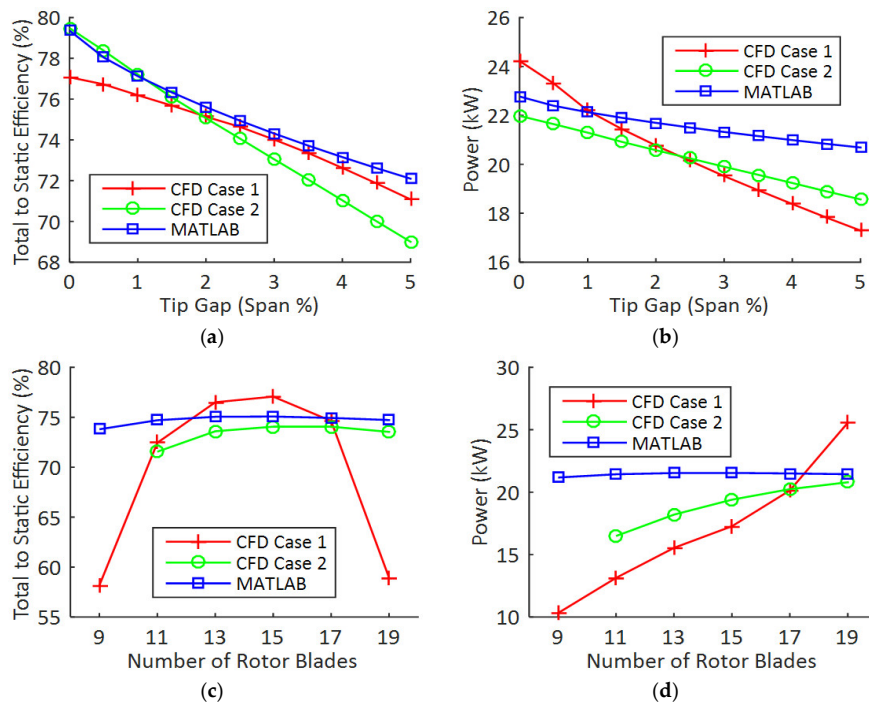 80
78
76
74
72
70
68
Total to Static Efficiency (%)
CFD Case 1
CFD Case 2
MATLAB
0 1 2 3 4 5
Tip Gap (Span %)
(a)
26
24
22
20
18
16
Power (kW)
CFD Case 1
CFD Case 2
MATLAB
0 1 2 3 4 5
Tip Gap (Span %)
(b)
80
75
70
75
60
55
Total to Static Efficiency (%)
CFD Case 1
CFD Case 2
MATLAB
9 11 13 15 17 19
Number of Rotor Blades
(c)
30
25
20
15
10
Power (kW)
CFD Case 1
CFD Case 2
MATLAB
9 11 13 15 17 19
Number of Rotor Blades
(d)